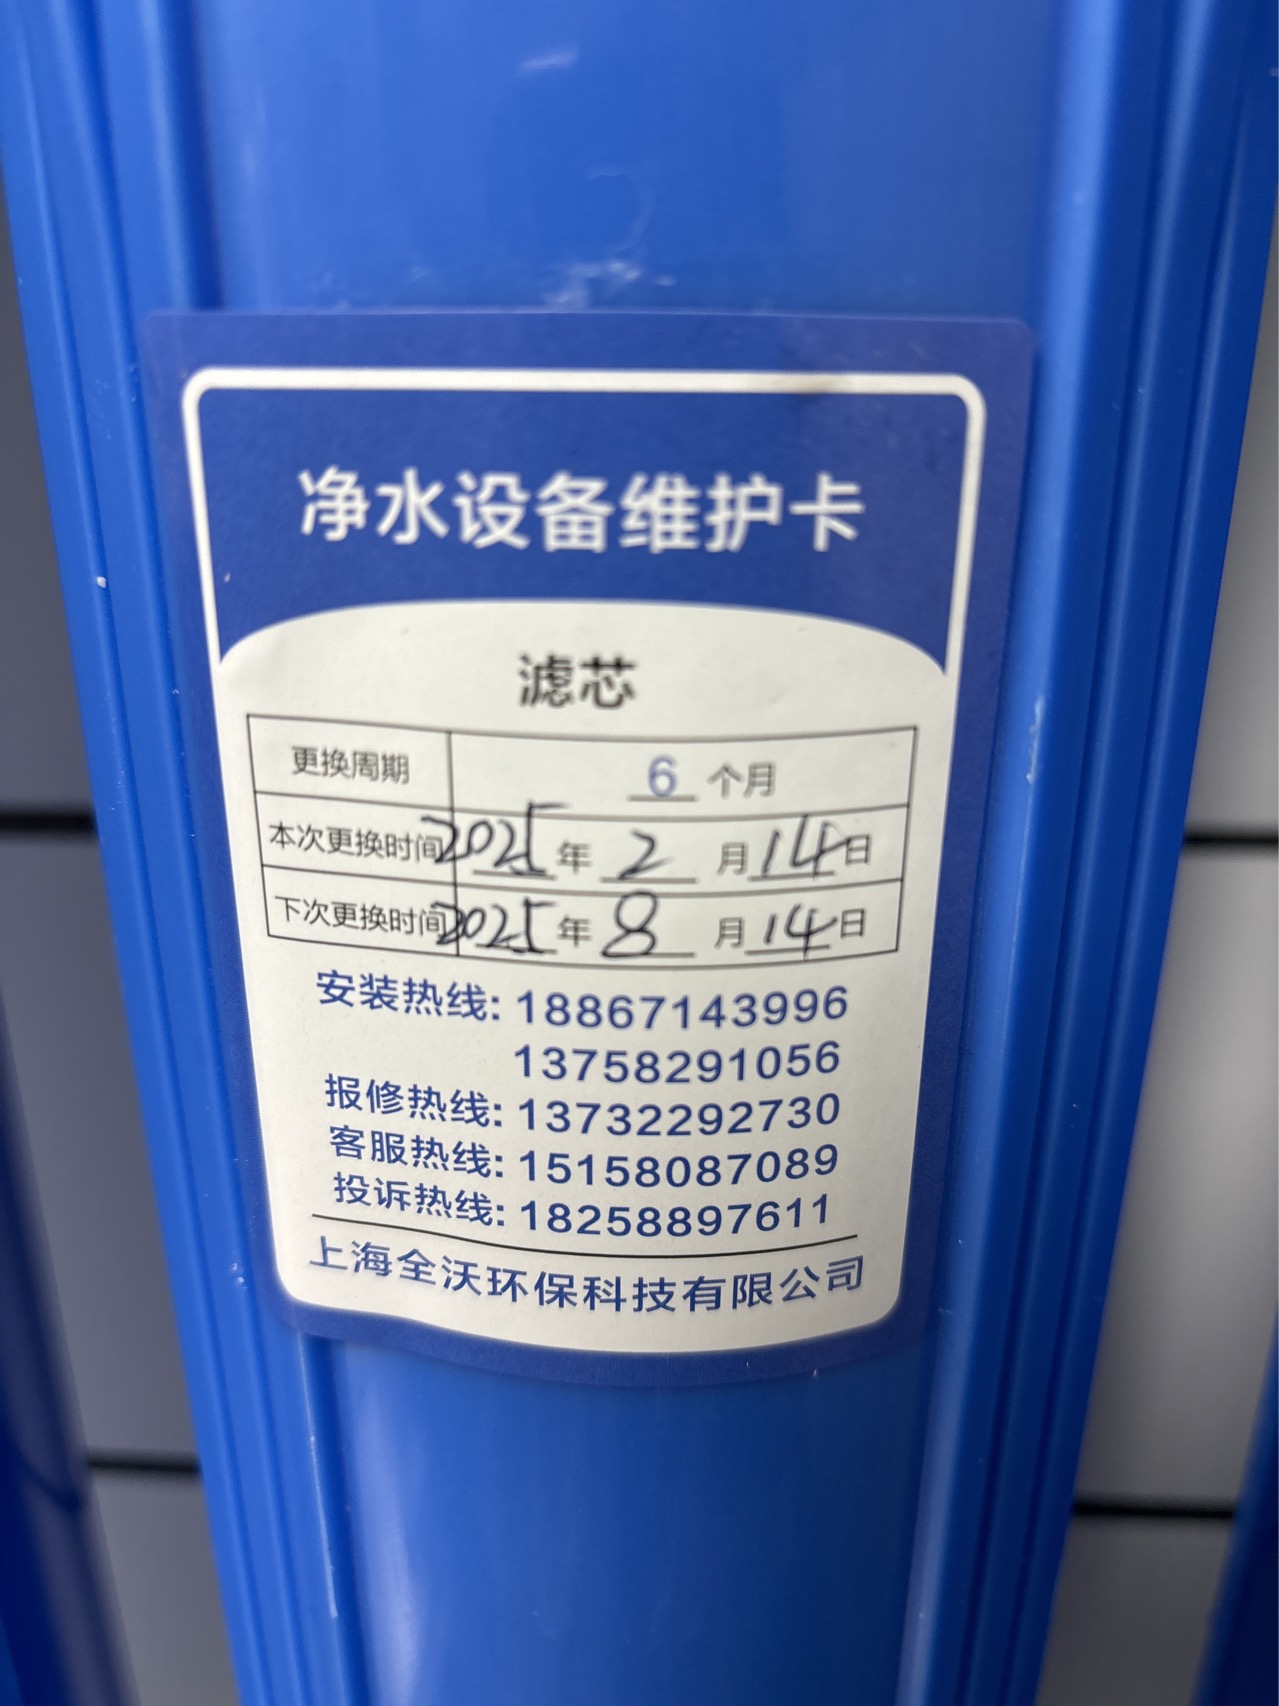 净水设备维护卡
滤芯
更换周期 6 个月
本次更换时间 2025 年 2 月 14 日
下次更换时间 2025 年 8 月 14 日
安装热线: 18867143996
13758291056
报修热线: 13732292730
客服热线: 15158087089
投诉热线: 18258897611
上海全沃环保科技有限公司